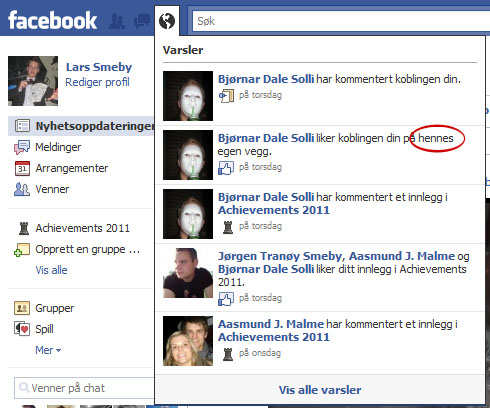 facebook
Søk
Lars Smeby
Rediger profil
Nyhetsoppdateringer
Meldinger
31
Arrangementer
Venner
Achievements 2011
Opprett en gruppe ...
Vis alle
Grupper
Spill
Mer
Venner på chat
Varsler
Bjørnar Dale Solli har kommentert koblingen din.
på torsdag
Bjørnar Dale Solli liker koblingen din på hennes
egen vegg.
på torsdag
Bjørnar Dale Solli har kommentert et innlegg i
Achievements 2011
på torsdag
Jørgen Tranøy Smeby, Aasmund J. Malme og
Bjørnar Dale Solli liker ditt innlegg i Achievements
2011.
på torsdag
Aasmund J. Malme har kommentert et innlegg i
Achievements 2011
på onsdag
Vis alle varsler